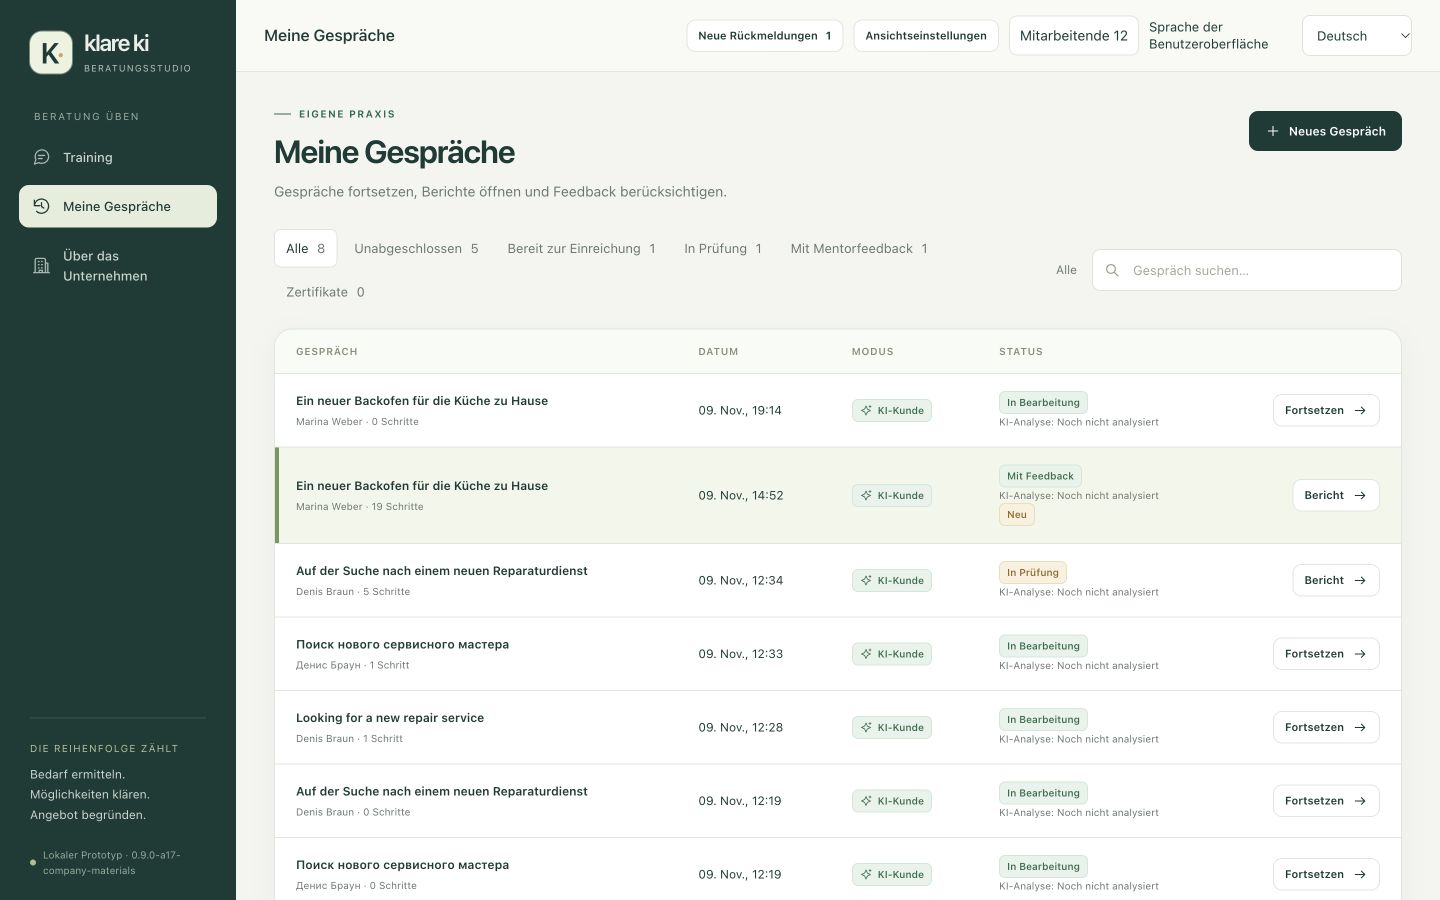 K
klare ki
BERATUNGSSTUDIO
BERATUNG ÜBEN
Training
Meine Gespräche
Über das
Unternehmen
DIE REIHENFOLGE ZÄHLT
Bedarf ermitteln.
Möglichkeiten klären.
Angebot begründen.
Lokaler Prototyp · 0.9.0-a17-
company-materials
Meine Gespräche
Neue Rückmeldungen 1
Ansichtseinstellungen
Mitarbeitende 12
Sprache der
Benutzeroberfläche
Deutsch
EIGENE PRAXIS
Meine Gespräche
Gespräche fortsetzen, Berichte öffnen und Feedback berücksichtigen.
+ Neues Gespräch
Alle 8
Unabgeschlossen 5
Bereit zur Einreichung 1
In Prüfung 1
Mit Mentorfeedback 1
Zertifikate 0
Alle
Gespräch suchen...
GESPRÄCH DATUM MODUS STATUS
Ein neuer Backofen für die Küche zu Hause
Marina Weber · 0 Schritte
09. Nov., 19:14
KI-Kunde
In Bearbeitung
KI-Analyse: Noch nicht analysiert
Fortsetzen →
Ein neuer Backofen für die Küche zu Hause
Marina Weber · 19 Schritte
09. Nov., 14:52
KI-Kunde
Mit Feedback
KI-Analyse: Noch nicht analysiert
Neu
Bericht →
Auf der Suche nach einem neuen Reparaturdienst
Denis Braun · 5 Schritte
09. Nov., 12:34
KI-Kunde
In Prüfung
KI-Analyse: Noch nicht analysiert
Bericht →
Поиск нового сервисного мастера
Денис Браун · 1 Schritt
09. Nov., 12:33
KI-Kunde
In Bearbeitung
KI-Analyse: Noch nicht analysiert
Fortsetzen →
Looking for a new repair service
Denis Braun · 1 Schritt
09. Nov., 12:28
KI-Kunde
In Bearbeitung
KI-Analyse: Noch nicht analysiert
Fortsetzen →
Auf der Suche nach einem neuen Reparaturdienst
Denis Braun · 0 Schritte
09. Nov., 12:19
KI-Kunde
In Bearbeitung
KI-Analyse: Noch nicht analysiert
Fortsetzen →
Поиск нового сервисного мастера
Денис Браун · 0 Schritte
09. Nov., 12:19
KI-Kunde
In Bearbeitung
KI-Analyse: Noch nicht analysiert
Fortsetzen →